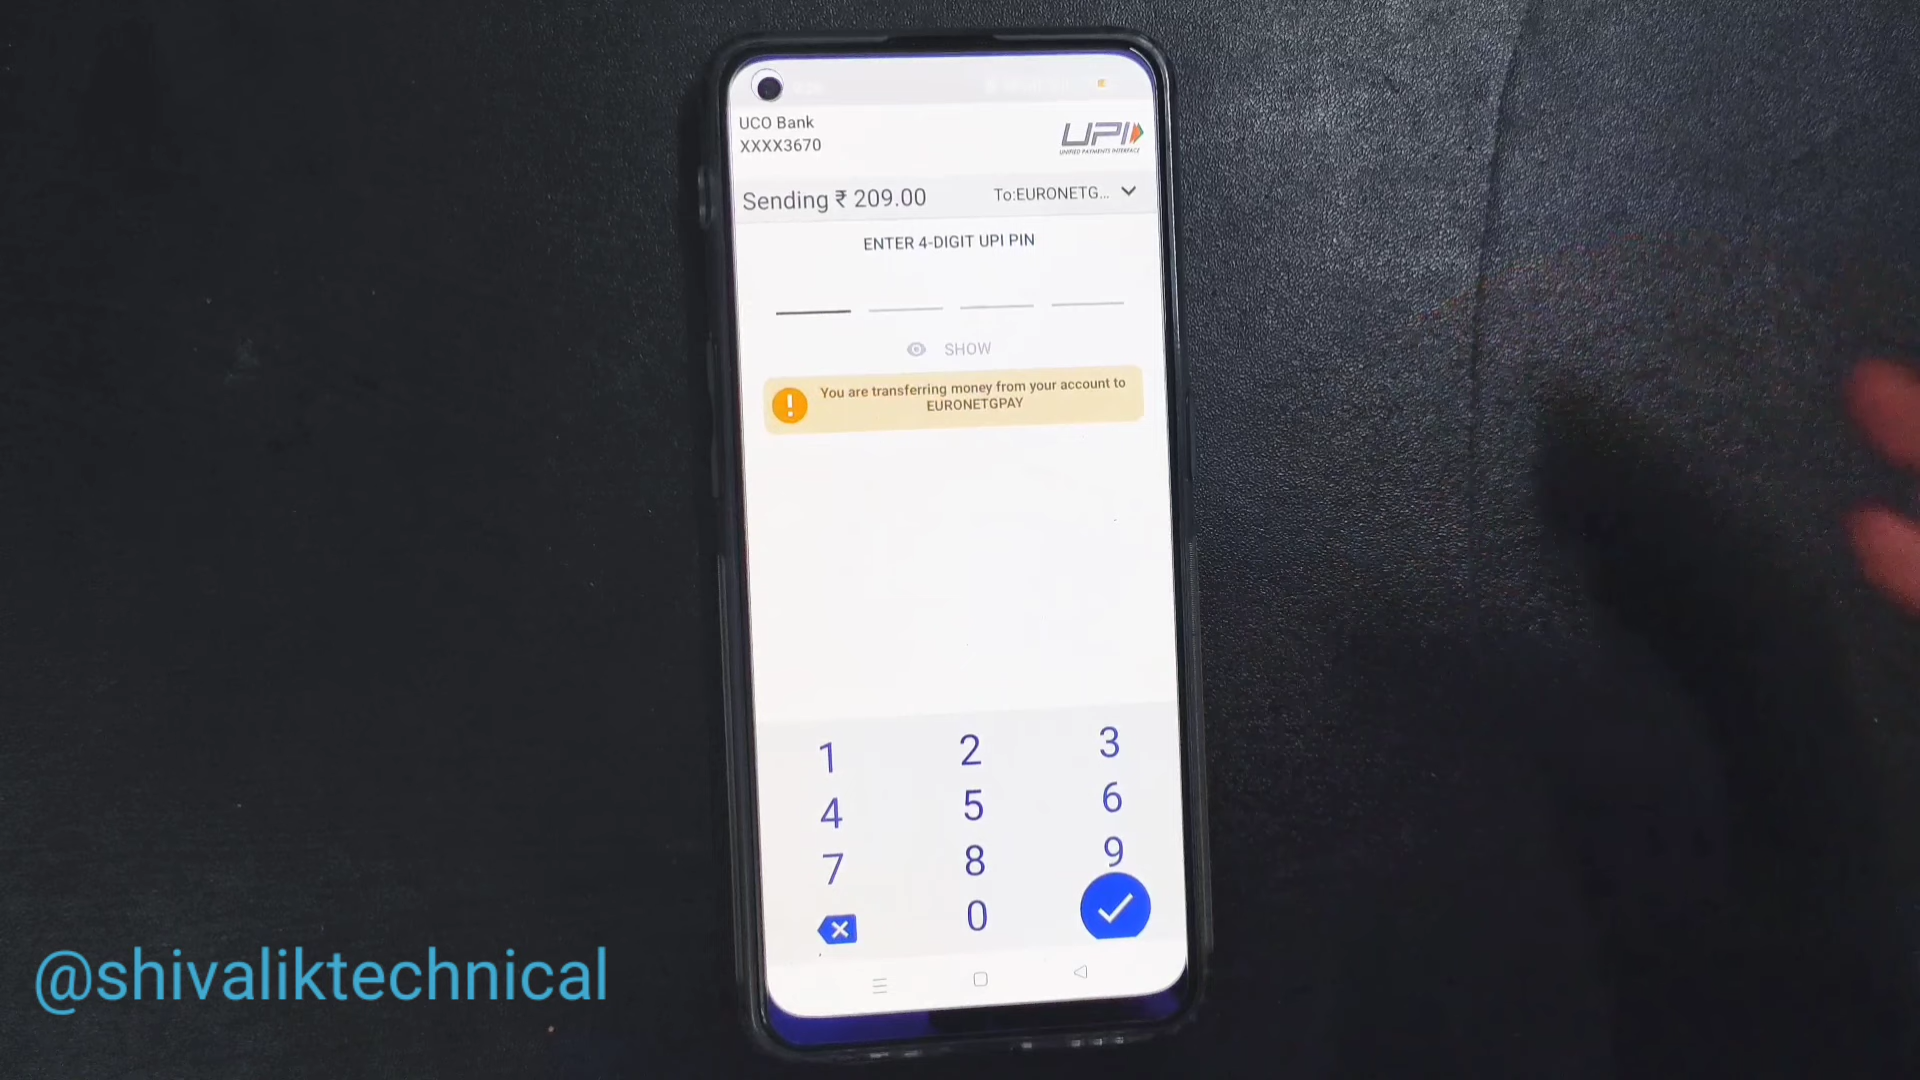 UCO Bank
XXXX3670
UPI
UNIFIED PAYMENTS INTERFACE
Sending ₹ 209.00
To:EURONETG...
ENTER 4-DIGIT UPI PIN
SHOW
You are transferring money from your account to
EURONETGPAY
1 2 3
4 5 6
7 8 9
0
@shivaliktechnical